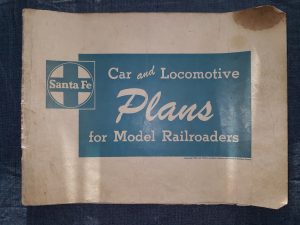 Santa Fe
Car and Locomotive
Plans
for Model Railroaders